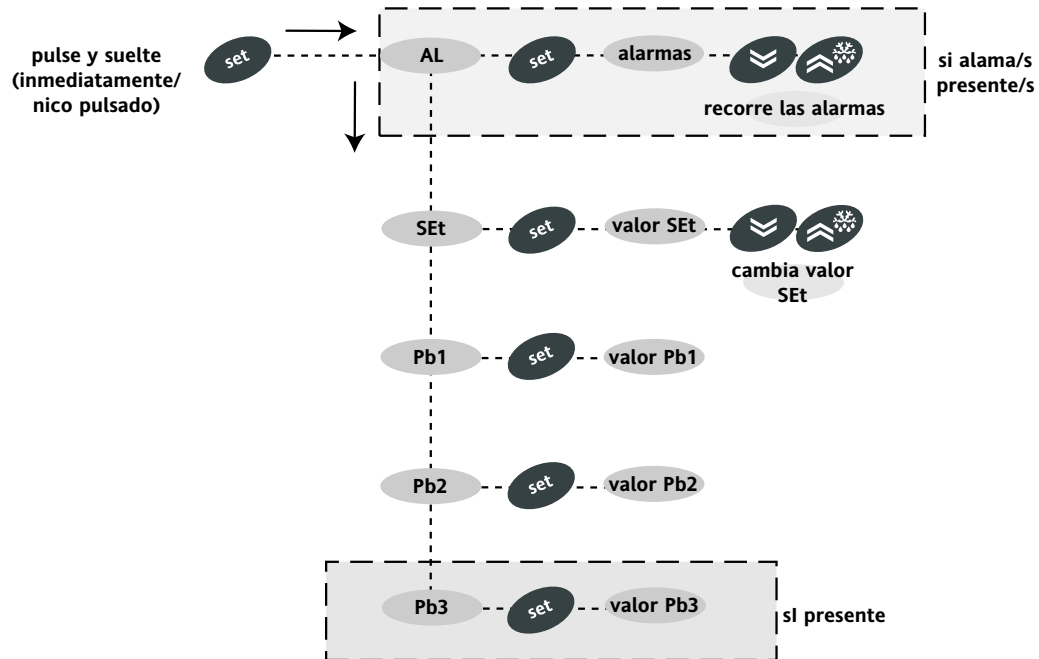 pulse y suelte
(inmediatamente/
nico pulsado)
set
AL
set
alarmas
recorre las alarmas
si alama/s
presente/s
SEt
set
valor SEt
cambia valor
SEt
Pb1
set
valor Pb1
Pb2
set
valor Pb2
Pb3
set
valor Pb3
sI presente